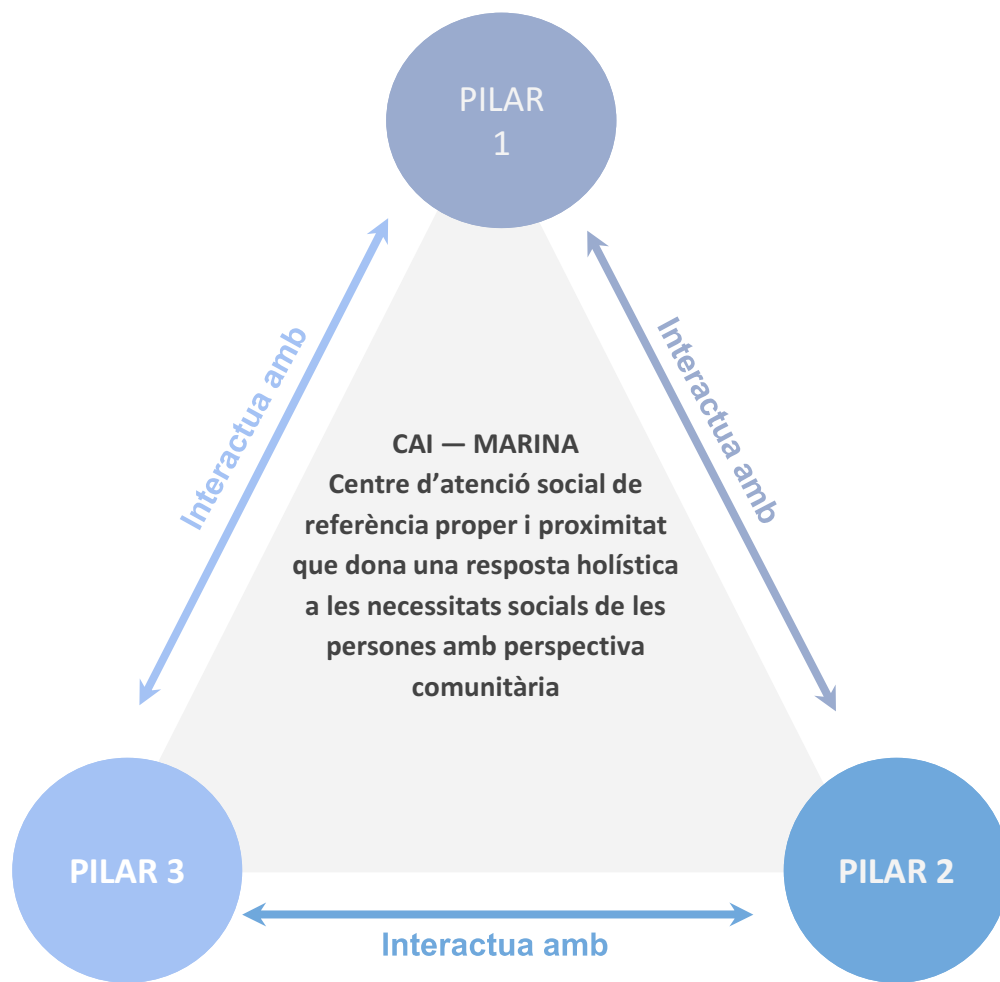 PILAR
1
Interactua amb
Interactua amb
CAI — MARINA
Centre d’atenció social de
referència proper i proximitat
que dona una resposta holística
a les necessitats socials de les
persones amb perspectiva
comunitària
PILAR 3
PILAR 2
Interactua amb